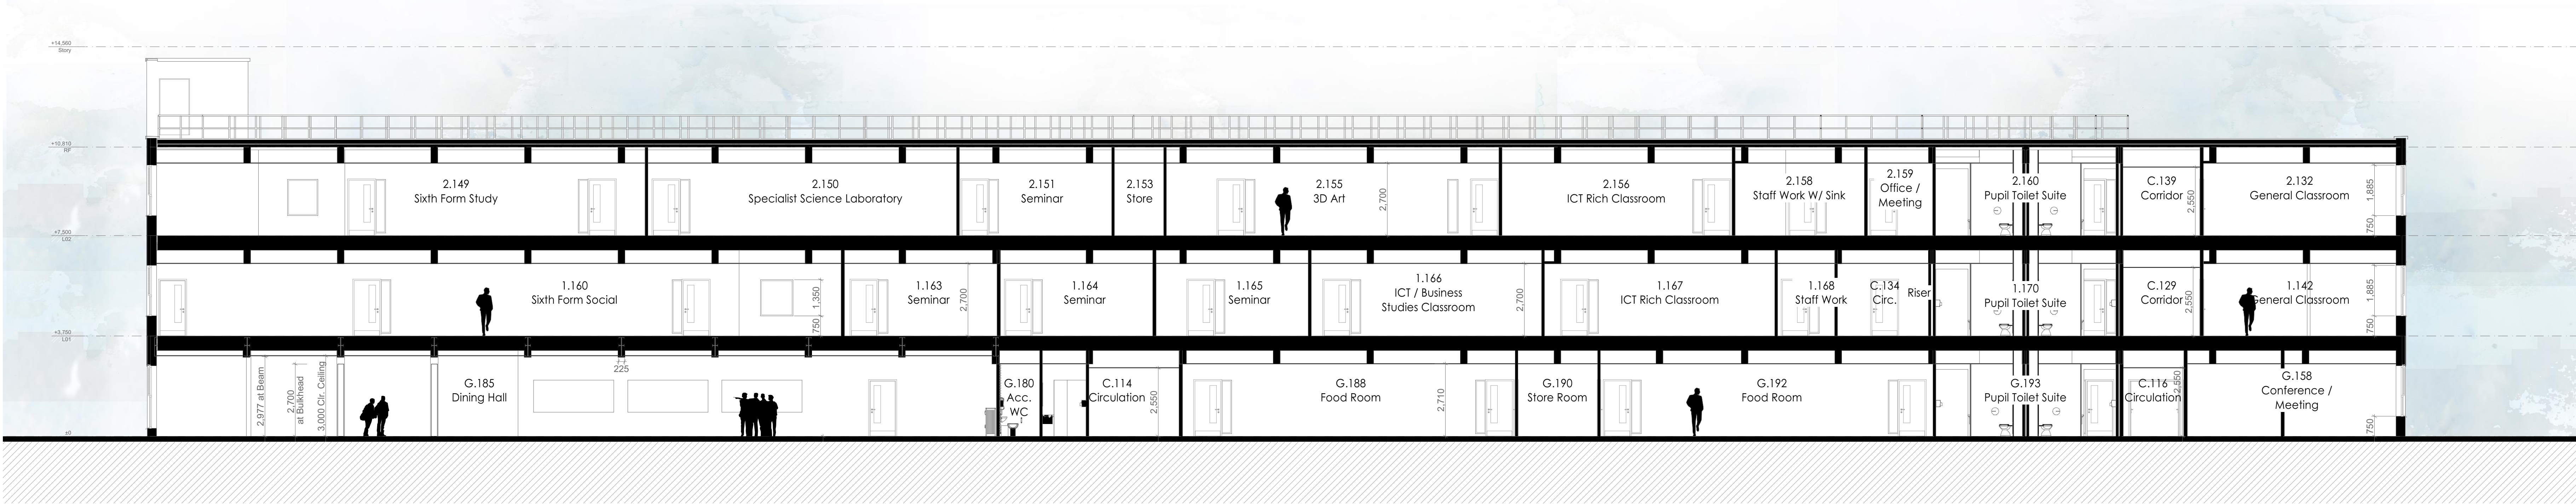 +14,560
Story
+10,810
RF
2.149
Sixth Form Study
2.150
Specialist Science Laboratory
2.151
Seminar
2.153
Store
2.155
3D Art
2,700
2.156
ICT Rich Classroom
2.158
Staff Work W/ Sink
2.159
Office /
Meeting
2.160
Pupil Toilet Suite
C.139
Corridor
2,550
2.132
General Classroom
1,885
750
+7,500
L02
1.160
Sixth Form Social
1,350
750
1.163
Seminar
2,700
1.164
Seminar
1.165
Seminar
1.166
ICT / Business
Studies Classroom
2,700
1.167
ICT Rich Classroom
1.168
Staff Work
C.134
Circ.
Riser
1.170
Pupil Toilet Suite
C.129
Corridor
2,550
1.142
General Classroom
1,885
750
+3,750
L01
2,977 at Beam
2,700
at Bulkhead
3,000 Clr. Ceiling
G.185
Dining Hall
225
G.180
Acc.
WC
C.114
Circulation
2,550
G.188
Food Room
2,710
G.190
Store Room
G.192
Food Room
G.193
Pupil Toilet Suite
C.116
Circulation
2,550
G.158
Conference /
Meeting
750
±0